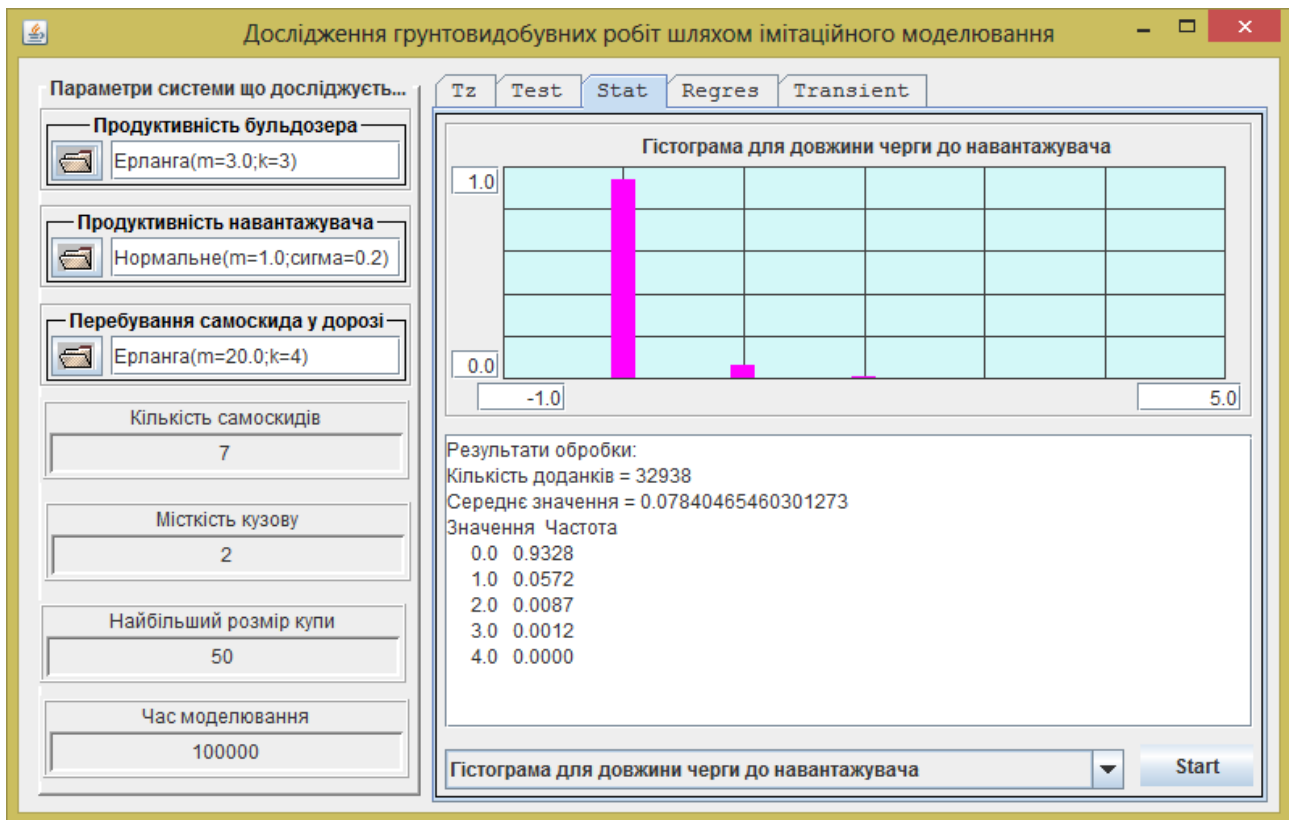 Дослідження грунтовидобувних робіт шляхом імітаційного моделювання
Параметри системи що досліджуєть...
Продуктивність бульдозера
Ерланга(m=3.0;k=3)
Продуктивність навантажувача
Нормальне(m=1.0;сигма=0.2)
Перебування самоскида у дорозі
Ерланга(m=20.0;k=4)
Кількість самоскидів
7
Місткість кузову
2
Найбільший розмір купи
50
Час моделювання
100000
Tz Test Stat Regres Transient
Гістограма для довжини черги до навантажувача
1.0
0.0
-1.0 5.0
Результати обробки:
Кількість доданків = 32938
Середнє значення = 0.07840465460301273
Значення Частота
0.0 0.9328
1.0 0.0572
2.0 0.0087
3.0 0.0012
4.0 0.0000
Гістограма для довжини черги до навантажувача
Start